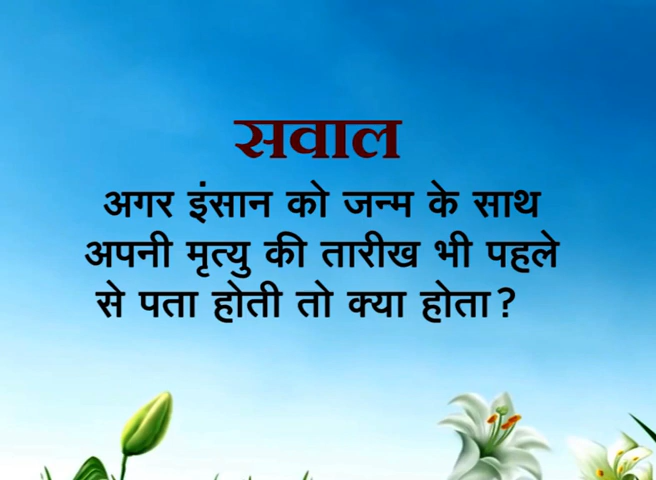 सवाल
अगर इंसान को जन्म के साथ
अपनी मृत्यु की तारीख भी पहले
से पता होती तो क्या होता?